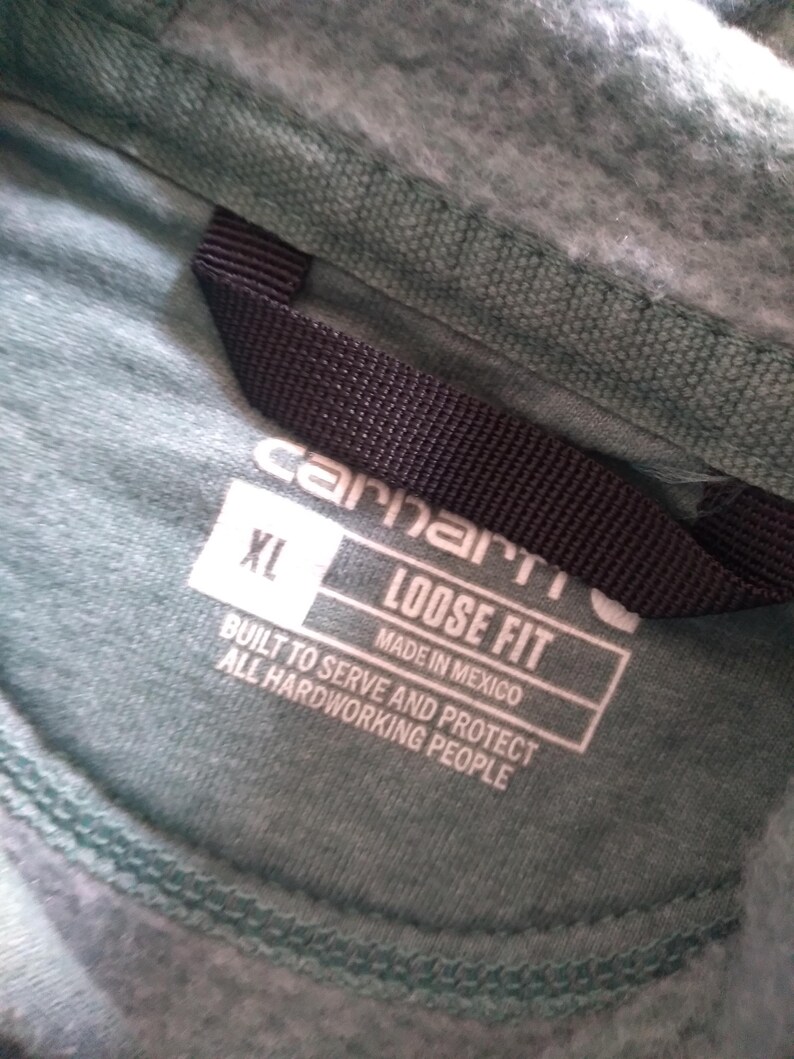 carhartt
XL
LOOSE FIT
MADE IN MEXICO
BUILT TO SERVE AND PROTECT
ALL HARDWORKING PEOPLE